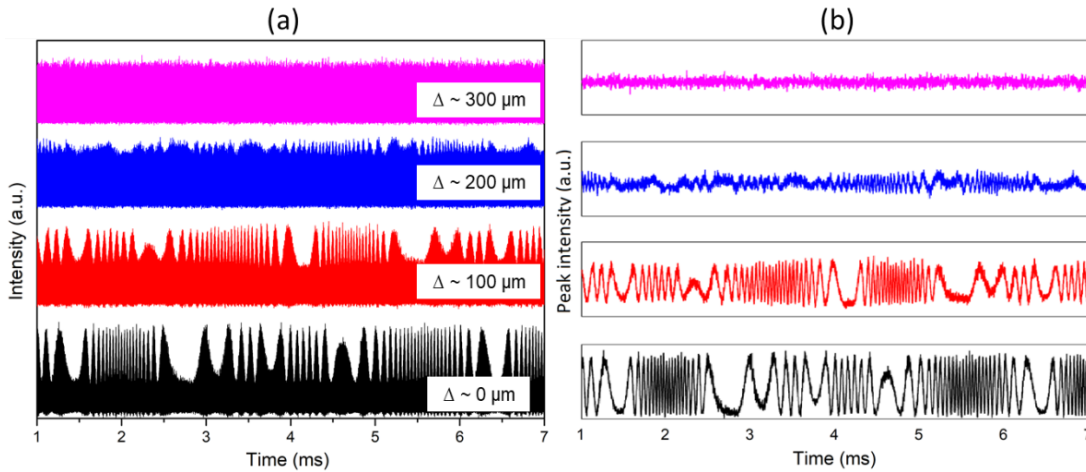 (a)
Intensity (a.u.)
Δ ~ 300 µm
Δ ~ 200 µm
Δ ~ 100 µm
Δ ~ 0 µm
1 2 3 4 5 6 7
Time (ms)
(b)
Peak intensity (a.u.)
1 2 3 4 5 6 7
Time (ms)